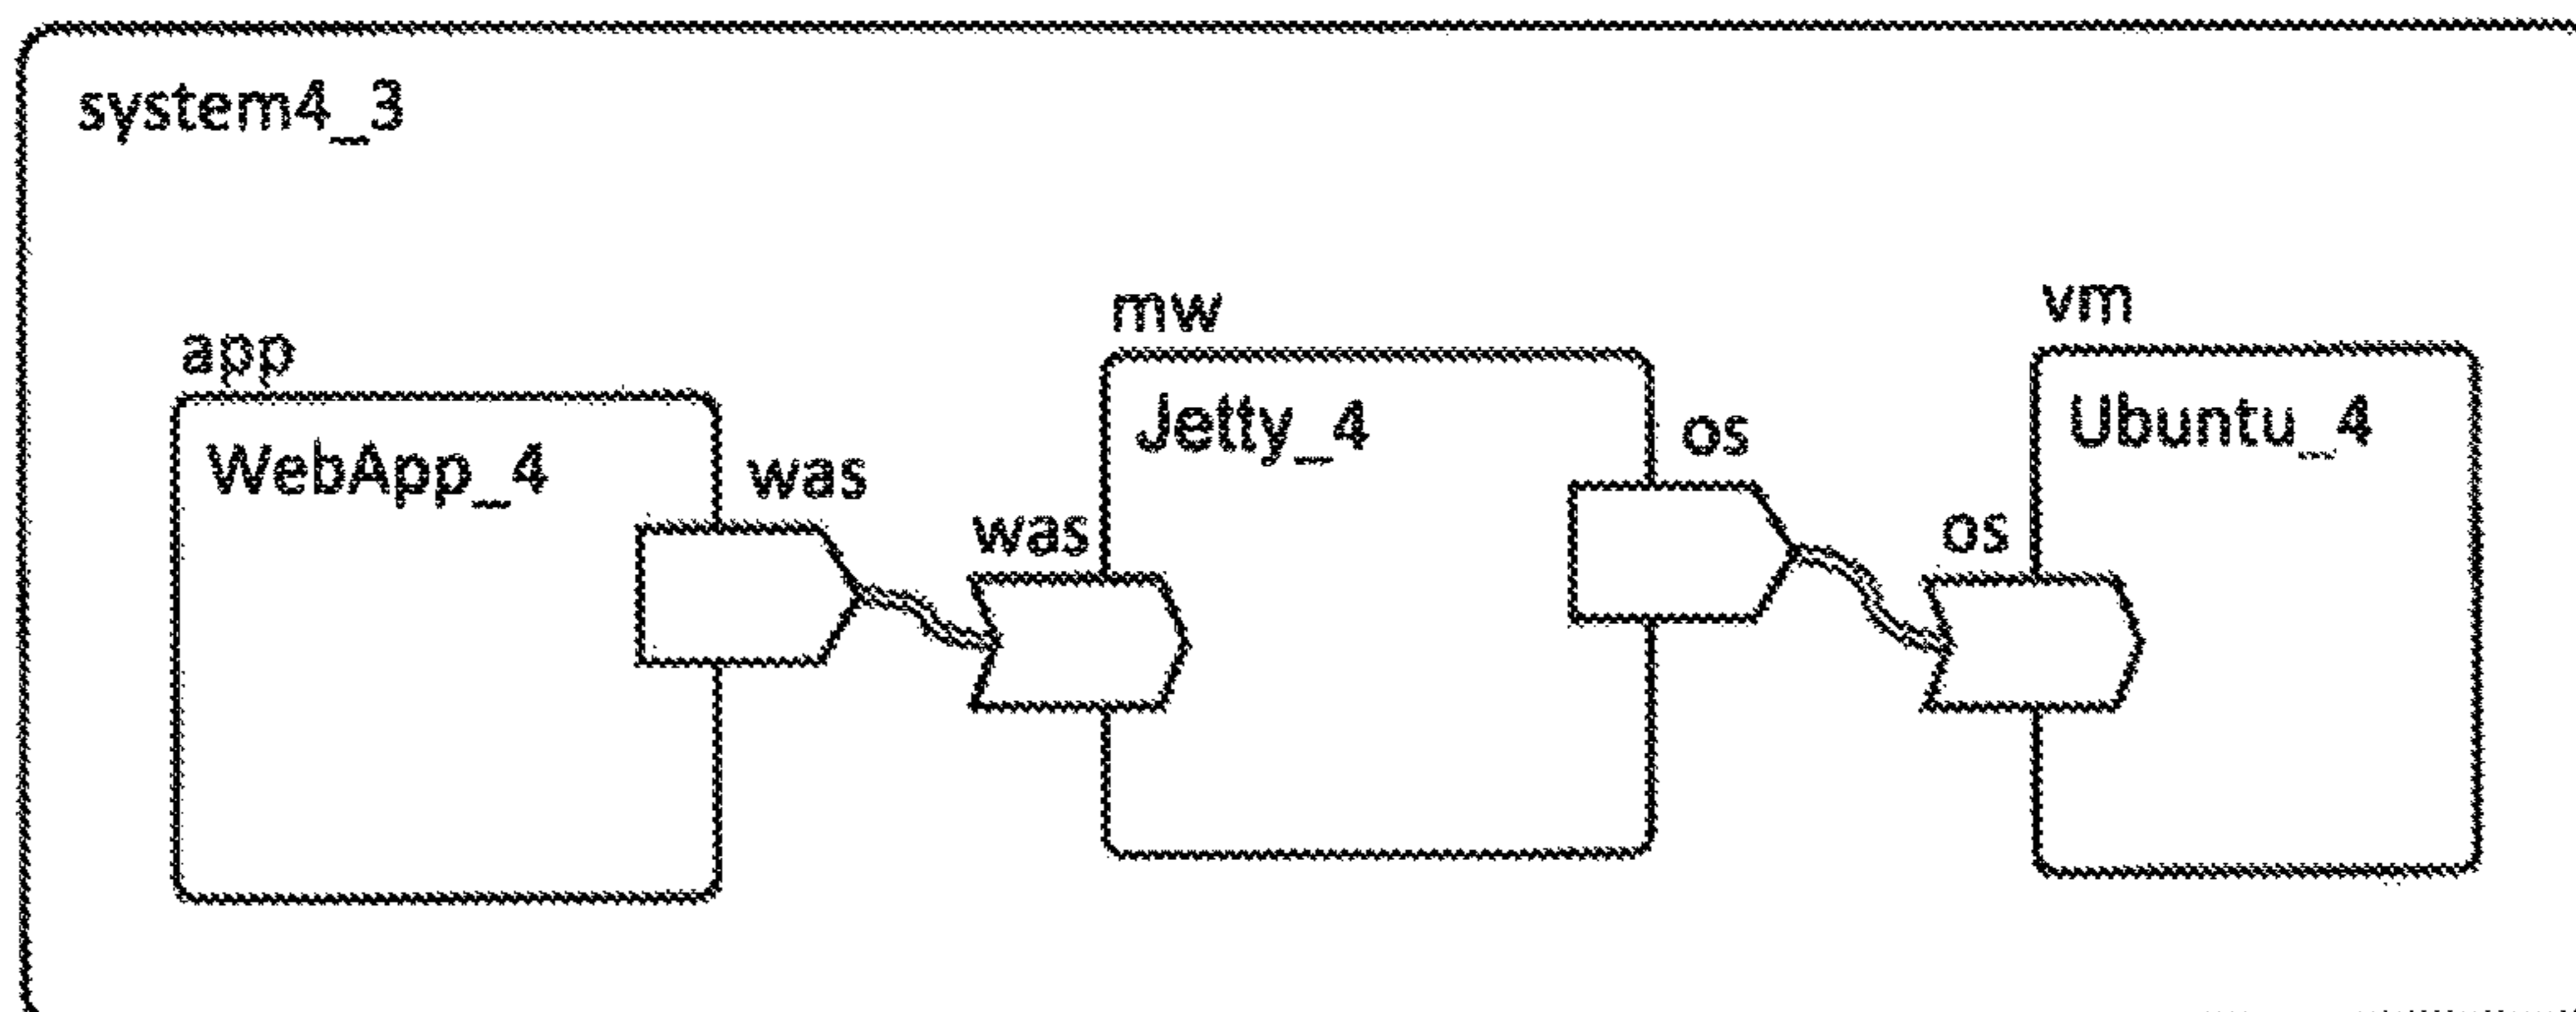 system4_3
app
WebApp_4
was
was
mw
Jetty_4
os
os
vm
Ubuntu_4